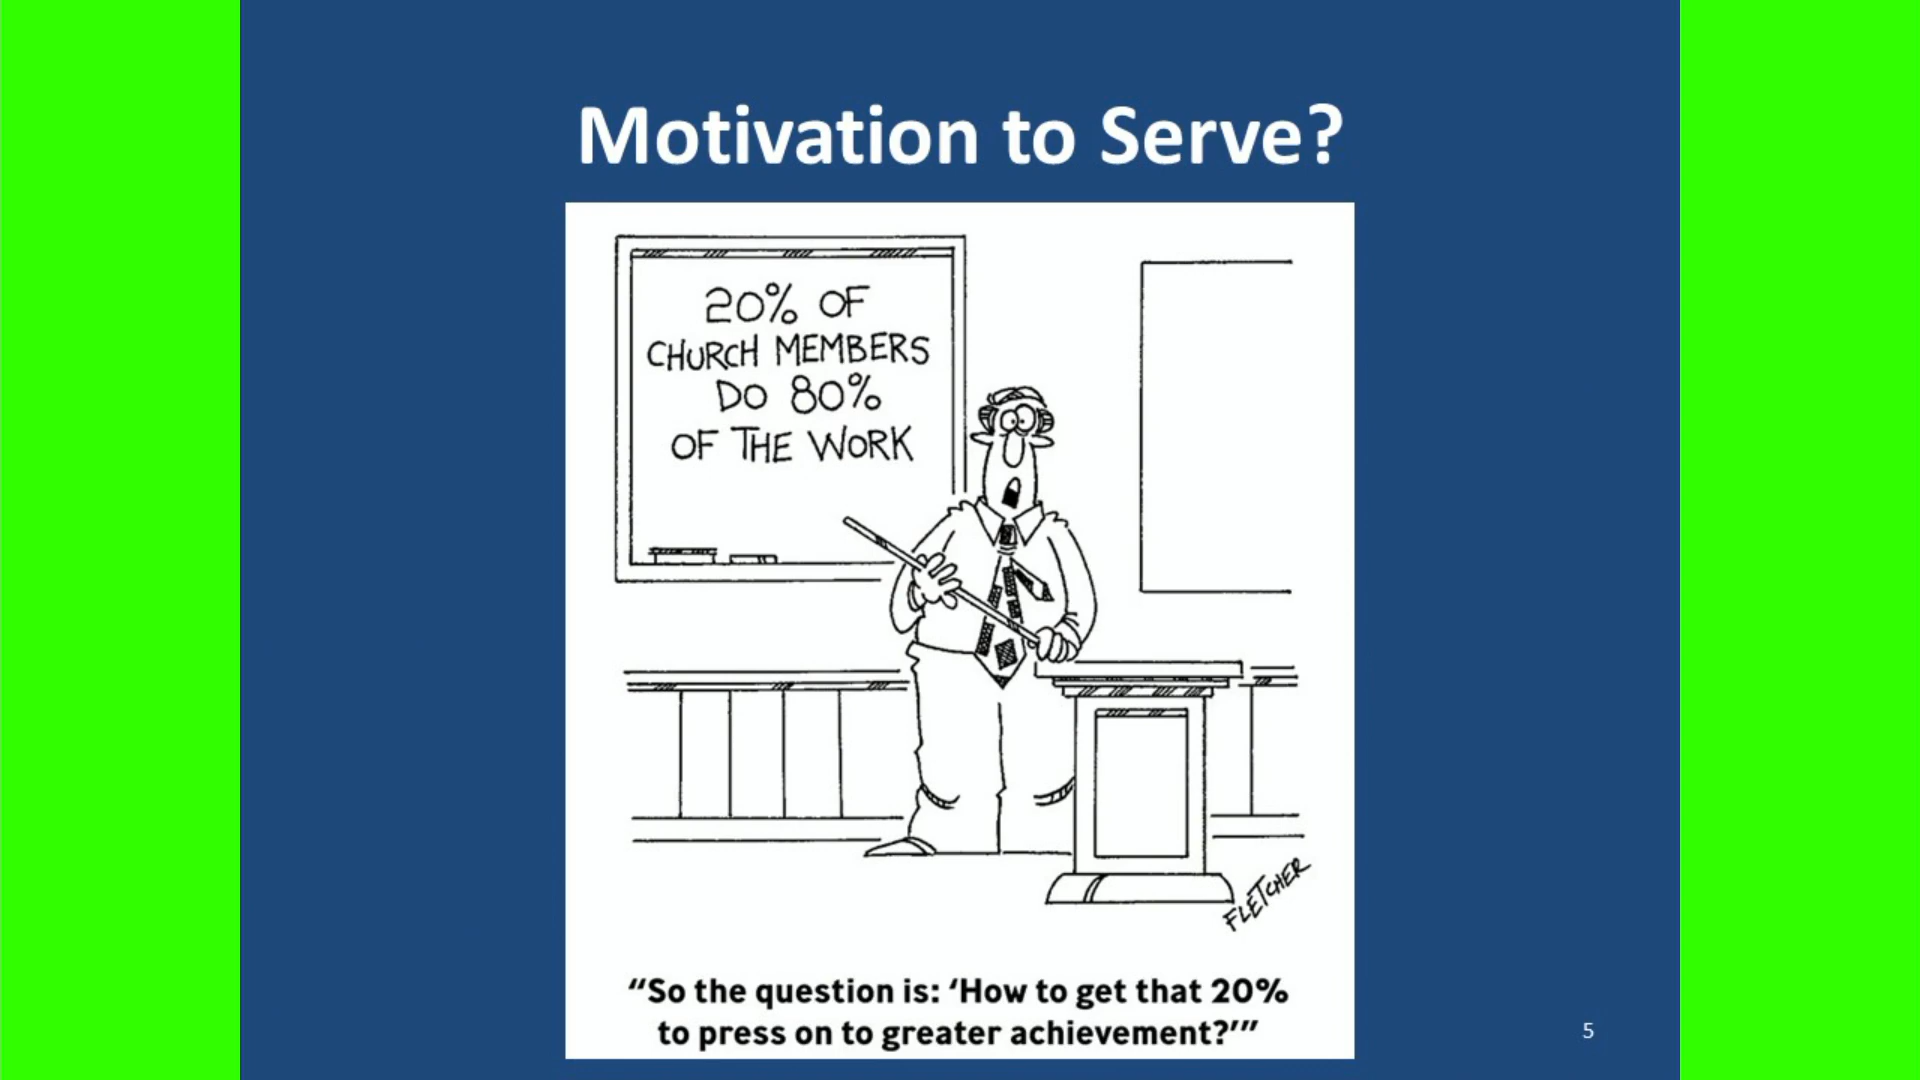 Motivation to Serve?
20% OF
CHURCH MEMBERS
DO 80%
OF THE WORK
FLETCHER
“So the question is: ‘How to get that 20%
to press on to greater achievement?’”
5